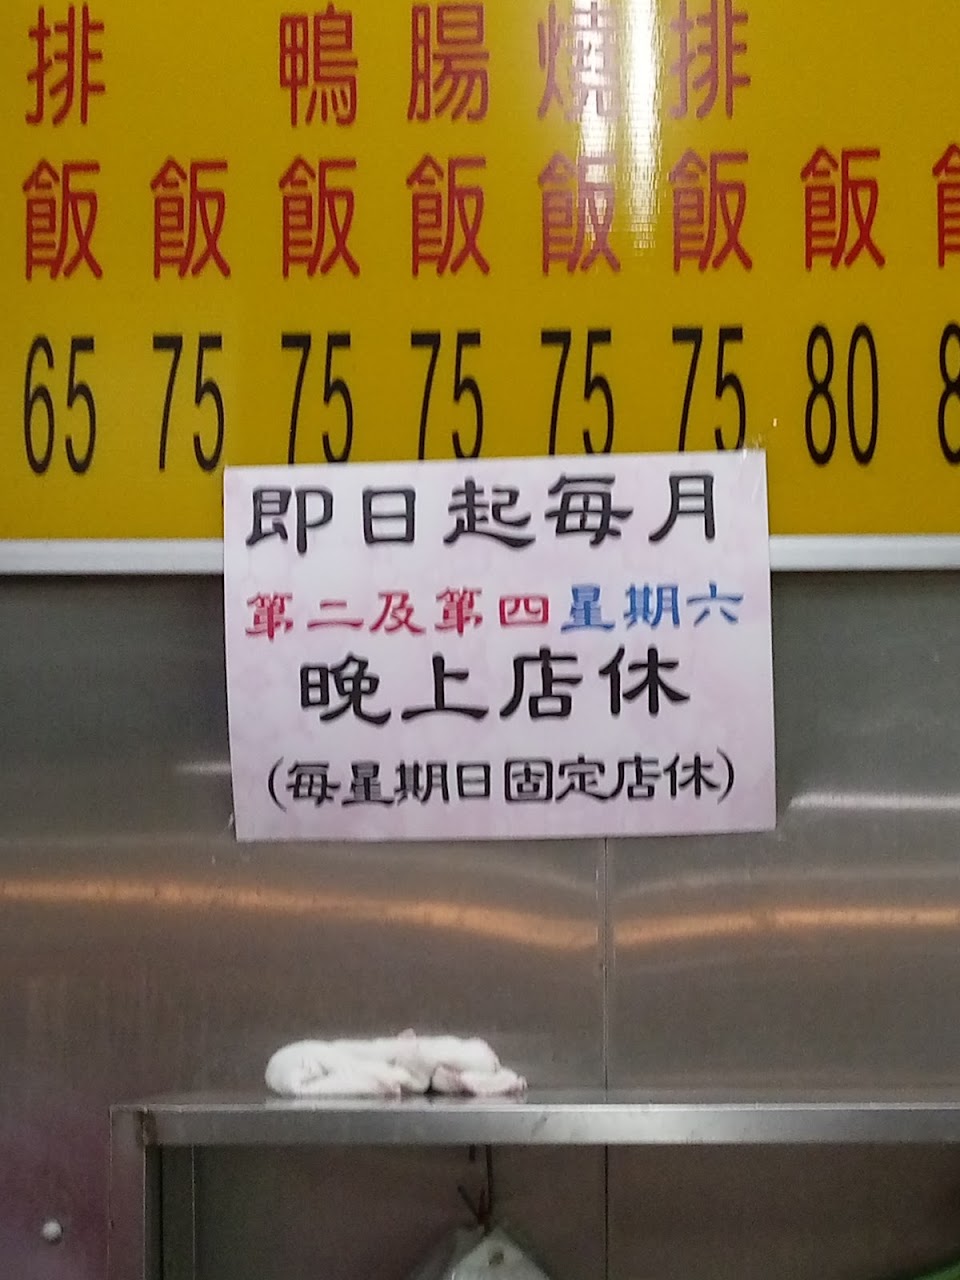 排 鴨 腸 燒 排
飯 飯 飯 飯 飯 飯 飯
65 75 75 75 75 75 80
即日起每月
第二及第四星期六
晚上店休
(每星期日固定店休)